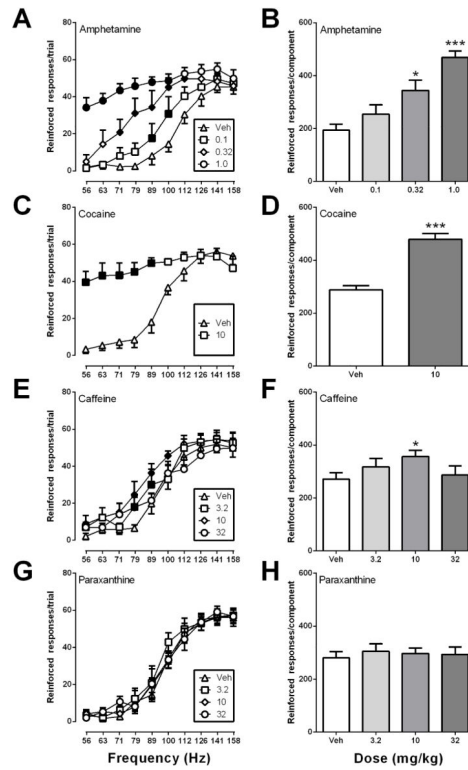 A
Amphetamine
Reinforced responses/trial
80
60
40
20
0
Veh
0.1
0.32
1.0
56 63 71 79 89 100 112 126 141 158
B
Amphetamine
Reinforced responses/component
600
400
200
0
*
***
Veh 0.1 0.32 1.0
C
Cocaine
Reinforced responses/trial
80
60
40
20
0
Veh
10
56 63 71 79 89 100 112 126 141 158
D
Cocaine
Reinforced responses/component
600
400
200
0
***
Veh 10
E
Caffeine
Reinforced responses/trial
80
60
40
20
0
Veh
3.2
10
32
56 63 71 79 89 100 112 126 141 158
F
Caffeine
Reinforced responses/component
600
400
200
0
*
Veh 3.2 10 32
G
Paraxanthine
Reinforced responses/trial
80
60
40
20
0
Veh
3.2
10
32
56 63 71 79 89 100 112 126 141 158
Frequency (Hz)
H
Paraxanthine
Reinforced responses/component
600
400
200
0
Veh 3.2 10 32
Dose (mg/kg)